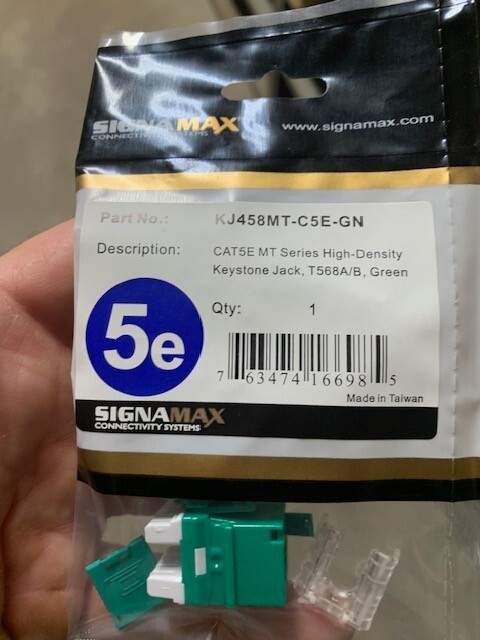 SIGNAMAX
CONNECTIVITY SYSTEMS
www.signamax.com
Part No.: KJ458MT-C5E-GN
Description: CAT5E MT Series High-Density
Keystone Jack, T568A/B, Green
Qty: 1
5e
7 63474 16698 5
Made in Taiwan
SIGNAMAX
CONNECTIVITY SYSTEMS